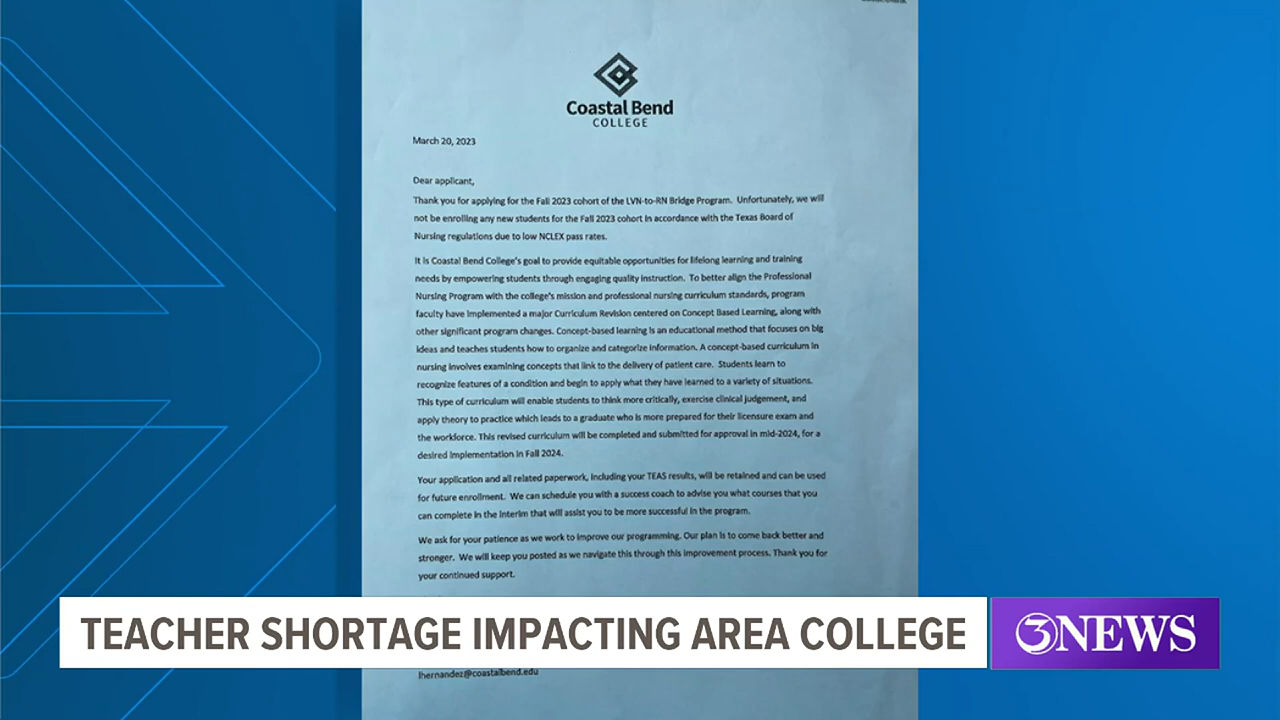 Coastal Bend
COLLEGE
March 20, 2023
Dear applicant,
Thank you for applying for the Fall 2023 cohort of the LVN-to-RN Bridge Program. Unfortunately, we will
not be enrolling any new students for the Fall 2023 cohort in accordance with the Texas Board of
Nursing regulations due to low NCLEX pass rates.
It is Coastal Bend College's goal to provide equitable opportunities for lifelong learning and training
needs by empowering students through engaging quality instruction. To better align the Professional
Nursing Program with the college's mission and professional nursing curriculum standards, program
faculty have implemented a major Curriculum Revision centered on Concept Based Learning, along with
other significant program changes. Concept-based learning is an educational method that focuses on big
ideas and teaches students how to organize and categorize information. A concept-based curriculum in
nursing involves examining concepts that link to the delivery of patient care. Students learn to
recognize features of a condition and begin to apply what they have learned to a variety of situations.
This type of curriculum will enable students to think more critically, exercise clinical judgement, and
apply theory to practice which leads to a graduate who is more prepared for their licensure exam and
the workforce. This revised curriculum will be completed and submitted for approval in mid-2024, for a
desired implementation in Fall 2024.
Your application and all related paperwork, including your TEAS results, will be retained and can be used
for future enrollment. We can schedule you with a success coach to advise you what courses that you
can complete in the interim that will assist you to be more successful in the program.
We ask for your patience as we work to improve our programming. Our plan is to come back better and
stronger. We will keep you posted as we navigate this through this improvement process. Thank you for
your continued support.
TEACHER SHORTAGE IMPACTING AREA COLLEGE
3NEWS
lhernandez@coastalbend.edu